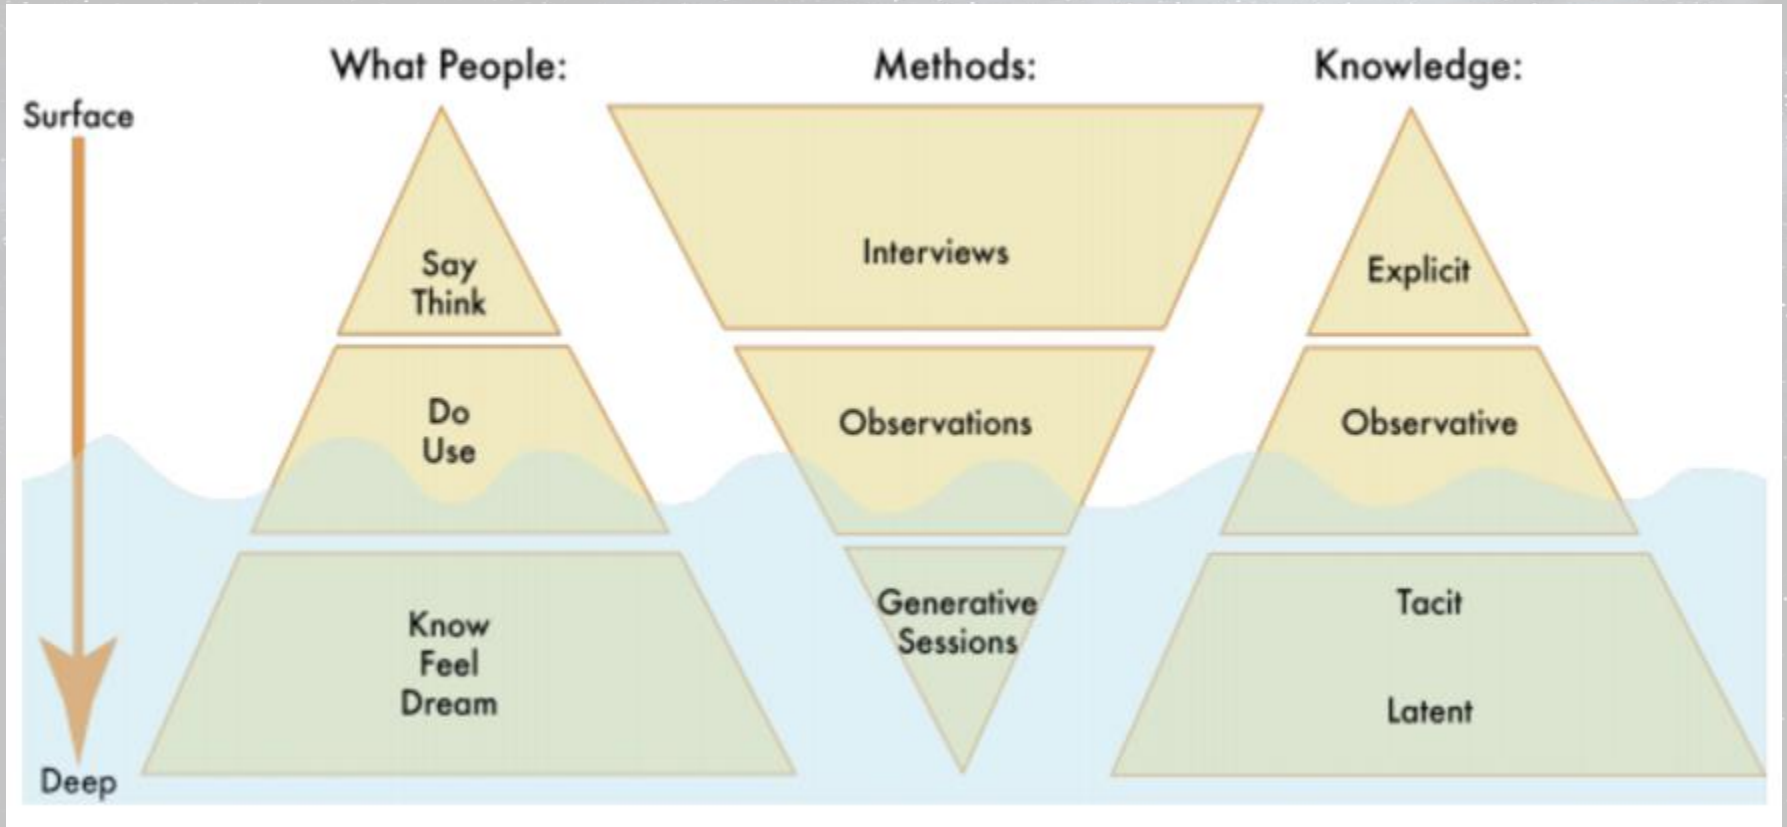 What People:
Methods:
Knowledge:
Surface
Say
Think
Interviews
Explicit
Do
Use
Observations
Observative
Know
Feel
Dream
Generative
Sessions
Tacit
Latent
Deep